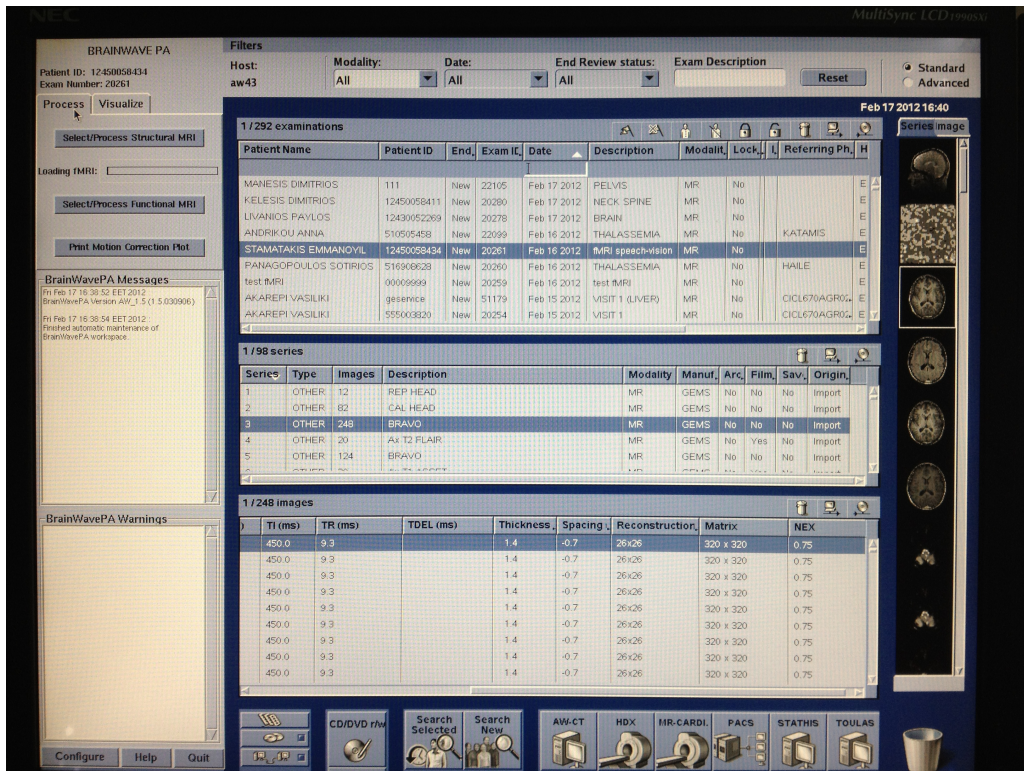 NEC
MultiSync LCD1990SXi
BRAINWAVE PA
Patient ID: 12450058434
Exam Number: 20261
Process Visualize
Select/Process Structural MRI
Loading fMRI:
Select/Process Functional MRI
Print Motion Correction Plot
BrainWavePA Messages
Fri Feb 17 16:38:52 EET 2012
BrainWavePA Version AW_1.5 (1.5.030906)
Fri Feb 17 16:38:54 EET 2012
Finished automatic maintenance of
BrainWavePA workspace.
BrainWavePA Warnings
Configure Help Quit
Filters
Host: Modality: Date: End Review status: Exam Description
aw43 All All All Reset
Standard
Advanced
Feb 17 2012 16:40
1 / 292 examinations
Patient Name Patient ID End. Exam ID. Date Description Modalit. Lock. I. Referring Ph. H
MANESIS DIMITRIOS 111 New 22105 Feb 17 2012 PELVIS MR No E
KELESIS DIMITRIOS 12450058411 New 20280 Feb 17 2012 NECK SPINE MR No E
LIVANIOS PAYLOS 12430052269 New 20278 Feb 17 2012 BRAIN MR No E
ANDRIKOU ANNA 510505458 New 22099 Feb 16 2012 THALASSEMIA MR No KATAMIS E
STAMATAKIS EMMANOYIL 12450058434 New 20261 Feb 16 2012 fMRI speech-vision MR No E
PANAGOPOULOS SOTIRIOS 516908628 New 20260 Feb 16 2012 THALASSEMIA MR No HAILE E
test fMRI 00009999 New 20259 Feb 16 2012 test fMRI MR No E
AKAREPI VASILIKI gesernice New 51179 Feb 15 2012 VISIT 1 (LIVER) MR No CICL670AGR02. E
AKAREPI VASILIKI 555003820 New 20254 Feb 15 2012 VISIT 1 MR No CICL670AGR02. E
1 / 98 series
Series Type Images Description Modality Manuf. Arc. Film. Sav. Origin.
1 OTHER 12 REP HEAD MR GEMS No No No Import
2 OTHER 82 CAL HEAD MR GEMS No No No Import
3 OTHER 248 BRAVO MR GEMS No No No Import
4 OTHER 20 Ax T2 FLAIR MR GEMS No Yes No Import
5 OTHER 124 BRAVO MR GEMS No No No Import
1 / 248 images
) TI (ms) TR (ms) TDEL (ms) Thickness. Spacing . Reconstruction. Matrix NEX
450.0 9.3 1.4 -0.7 26x26 320 x 320 0.75
450.0 9.3 1.4 -0.7 26x26 320 x 320 0.75
450.0 9.3 1.4 -0.7 26x26 320 x 320 0.75
450.0 9.3 1.4 -0.7 26x26 320 x 320 0.75
450.0 9.3 1.4 -0.7 26x26 320 x 320 0.75
450.0 9.3 1.4 -0.7 26x26 320 x 320 0.75
450.0 9.3 1.4 -0.7 26x26 320 x 320 0.75
450.0 9.3 1.4 -0.7 26x26 320 x 320 0.75
450.0 9.3 1.4 -0.7 26x26 320 x 320 0.75
Series Image
CD/DVD r/w
Search Selected
Search New
AW-CT HDX MR-CARDI. PACS STATHIS TOULAS